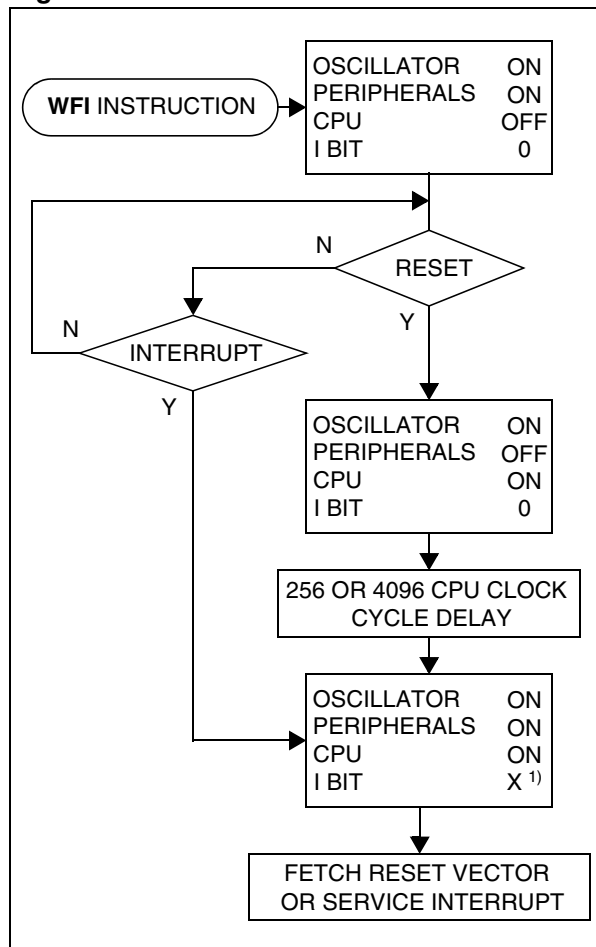 WFI INSTRUCTION
OSCILLATOR ON
PERIPHERALS ON
CPU OFF
I BIT 0
N
RESET
Y
N
INTERRUPT
Y
OSCILLATOR ON
PERIPHERALS OFF
CPU ON
I BIT 0
256 OR 4096 CPU CLOCK
CYCLE DELAY
OSCILLATOR ON
PERIPHERALS ON
CPU ON
I BIT X 1)
FETCH RESET VECTOR
OR SERVICE INTERRUPT